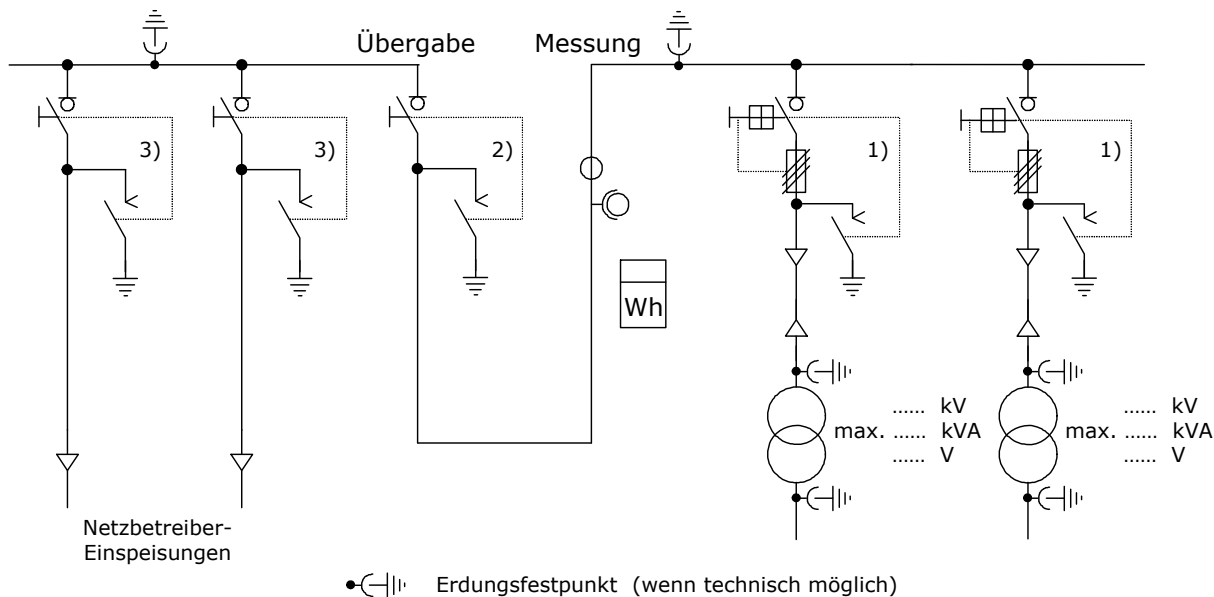 Übergabe
Messung
3)
3)
2)
1)
1)
Wh
...... kV
max. ...... kVA
...... V
...... kV
max. ...... kVA
...... V
Netzbetreiber-
Einspeisungen
Erdungsfestpunkt (wenn technisch möglich)